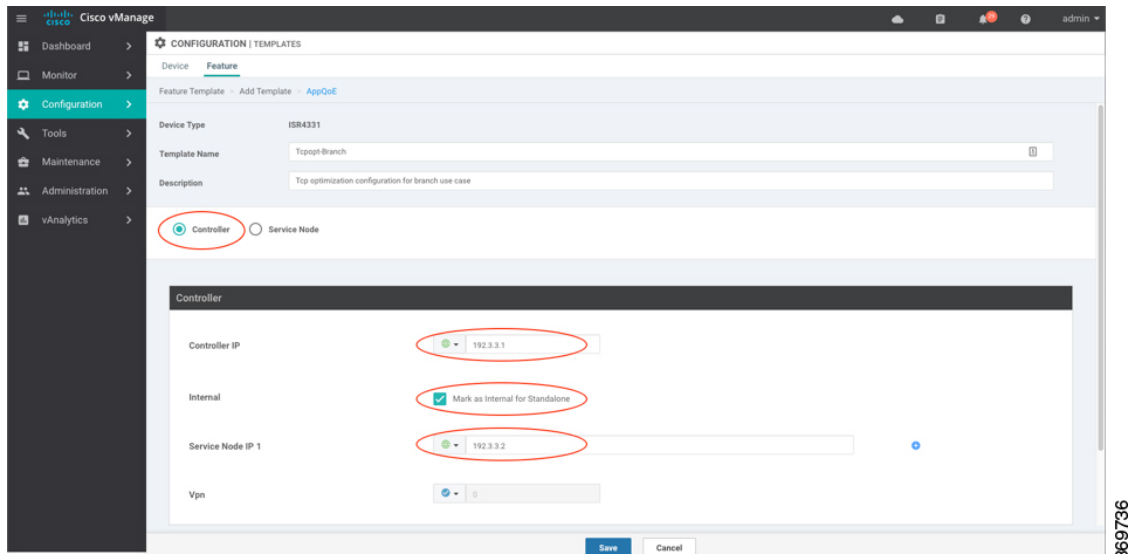 cisco Cisco vManage
admin
Dashboard
Monitor
Configuration
Tools
Maintenance
Administration
vAnalytics
CONFIGURATION | TEMPLATES
Device Feature
Feature Template > Add Template > AppQoE
Device Type ISR4331
Template Name Tcpopt-Branch
Description Tcp optimization configuration for branch use case
Controller Service Node
Controller
Controller IP 192.3.3.1
Internal Mark as Internal for Standalone
Service Node IP 1 192.3.3.2
Vpn 0
Save Cancel
369736